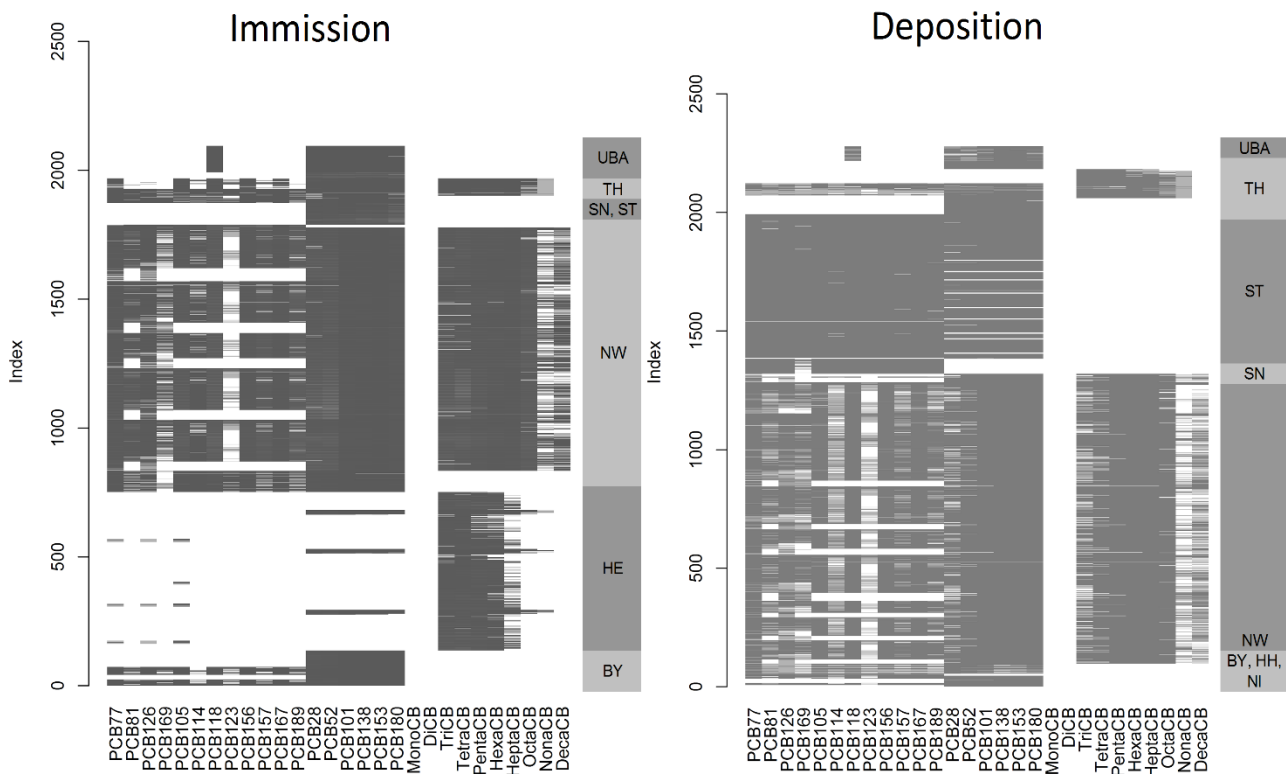 Immission
2500
2000
1500
1000
500
0
Index
UBA
TH
SN, ST
NW
HE
BY
PCB77
PCB81
PCB126
PCB169
PCB105
PCB114
PCB118
PCB123
PCB156
PCB157
PCB167
PCB189
PCB28
PCB52
PCB101
PCB138
PCB153
PCB180
MonoCB
DiCB
TriCB
TetraCB
PentaCB
HexaCB
HeptaCB
OctaCB
NonaCB
DecaCB
Deposition
2500
2000
1500
1000
500
0
Index
UBA
TH
ST
SN
NW
BY, HH,
NI
PCB77
PCB81
PCB126
PCB169
PCB105
PCB114
PCB118
PCB123
PCB156
PCB157
PCB167
PCB189
PCB28
PCB52
PCB101
PCB138
PCB153
PCB180
MonoCB
DiCB
TriCB
TetraCB
PentaCB
HexaCB
HeptaCB
OctaCB
NonaCB
DecaCB